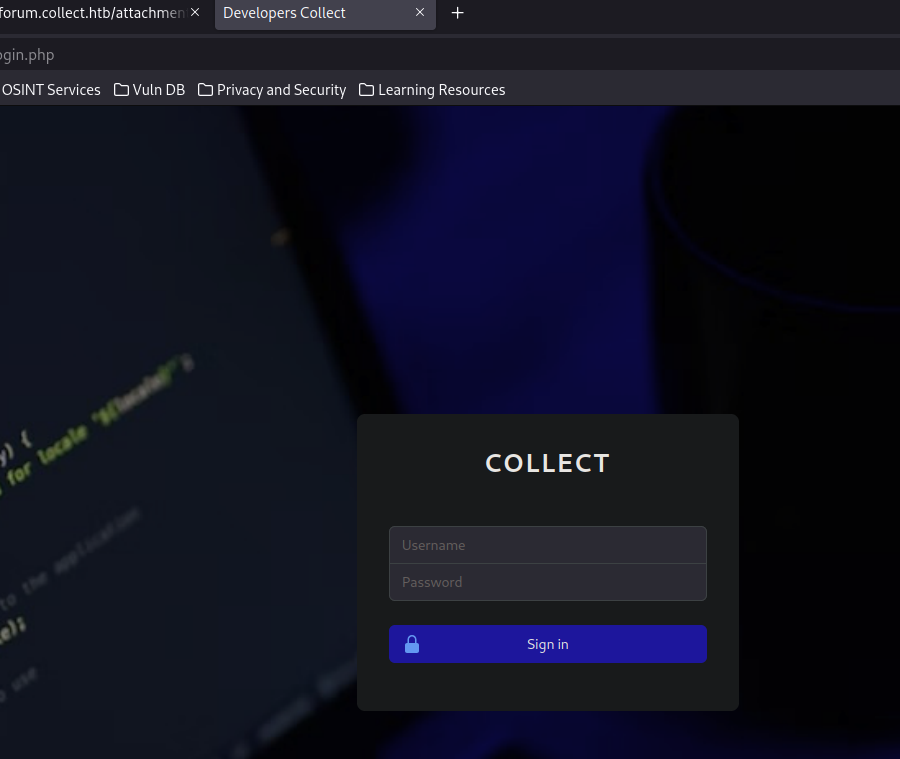 forum.collect.htb/attachmen
Developers Collect
ogin.php
OSINT Services Vuln DB Privacy and Security Learning Resources
y) {
for locale "${locale}"`)
to the application
e);
use
COLLECT
Username
Password
Sign in